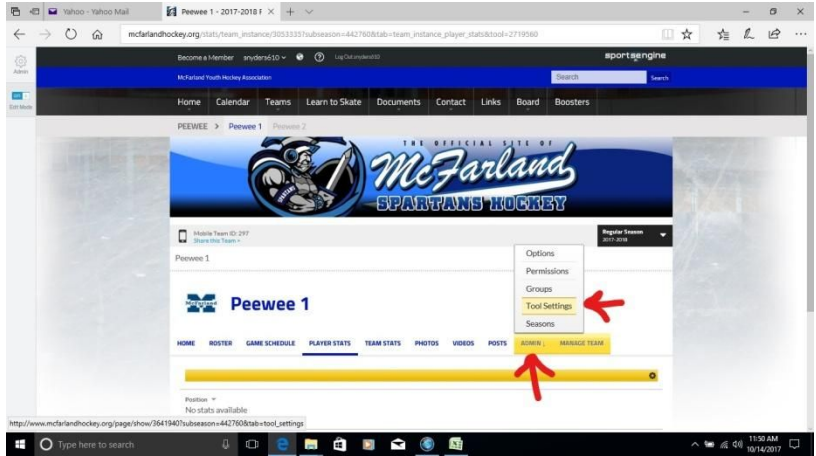 Yahoo - Yahoo Mail
Peewee 1 - 2017-2018 F
mcfarlandhockey.org/stats/team_instance/3053335?subseason=442760&tab=team_instance_player_stats&tool=2719560
Admin
Edit Mode
Become a Member snyders610 Log Out
sportsengine
McFarland Youth Hockey Association
Search Search
Home Calendar Teams Learn to Skate Documents Contact Links Board Boosters
PEEWEE > Peewee 1 Peewee 2
THE OFFICIAL SITE OF
McFarland
SPARTANS HOCKEY
Mobile Team ID: 297
Share this Team
Regular Season
2017-2018
Peewee 1
Options
Permissions
Groups
Tool Settings
Seasons
McFarland
Peewee 1
HOME ROSTER GAME SCHEDULE PLAYER STATS TEAM STATS PHOTOS VIDEOS POSTS ADMIN ↓ MANAGE TEAM
Position
No stats available
http://www.mcfarlandhockey.org/page/show/3641940?subseason=442760&tab=tool_settings
Type here to search
11:50 AM
10/14/2017